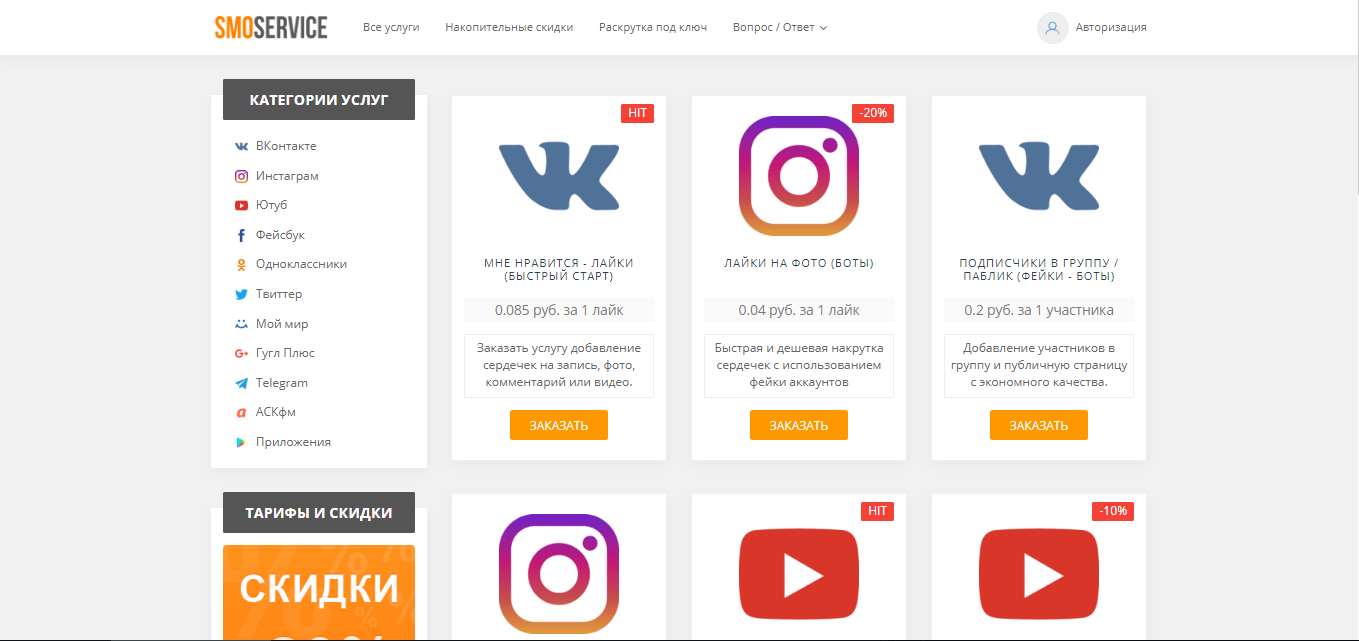 SMOSERVICE
Все услуги
Накопительные скидки
Раскрутка под ключ
Вопрос / Ответ
Авторизация
КАТЕГОРИИ УСЛУГ
ВКонтакте
Инстаграм
Ютуб
Фейсбук
Одноклассники
Твиттер
Мой мир
Гугл Плюс
Telegram
АСКфм
Приложения
ТАРИФЫ И СКИДКИ
СКИДКИ
HIT
МНЕ НРАВИТСЯ - ЛАЙКИ
(БЫСТРЫЙ СТАРТ)
0.085 руб. за 1 лайк
Заказать услугу добавление
сердечек на запись, фото,
комментарий или видео.
ЗАКАЗАТЬ
-20%
ЛАЙКИ НА ФОТО (БОТЫ)
0.04 руб. за 1 лайк
Быстрая и дешевая накрутка
сердечек с использованием
фейки аккаунтов
ЗАКАЗАТЬ
ПОДПИСЧИКИ В ГРУППУ /
ПАБЛИК (ФЕЙКИ - БОТЫ)
0.2 руб. за 1 участника
Добавление участников в
группу и публичную страницу
с экономного качества.
ЗАКАЗАТЬ
HIT
-10%